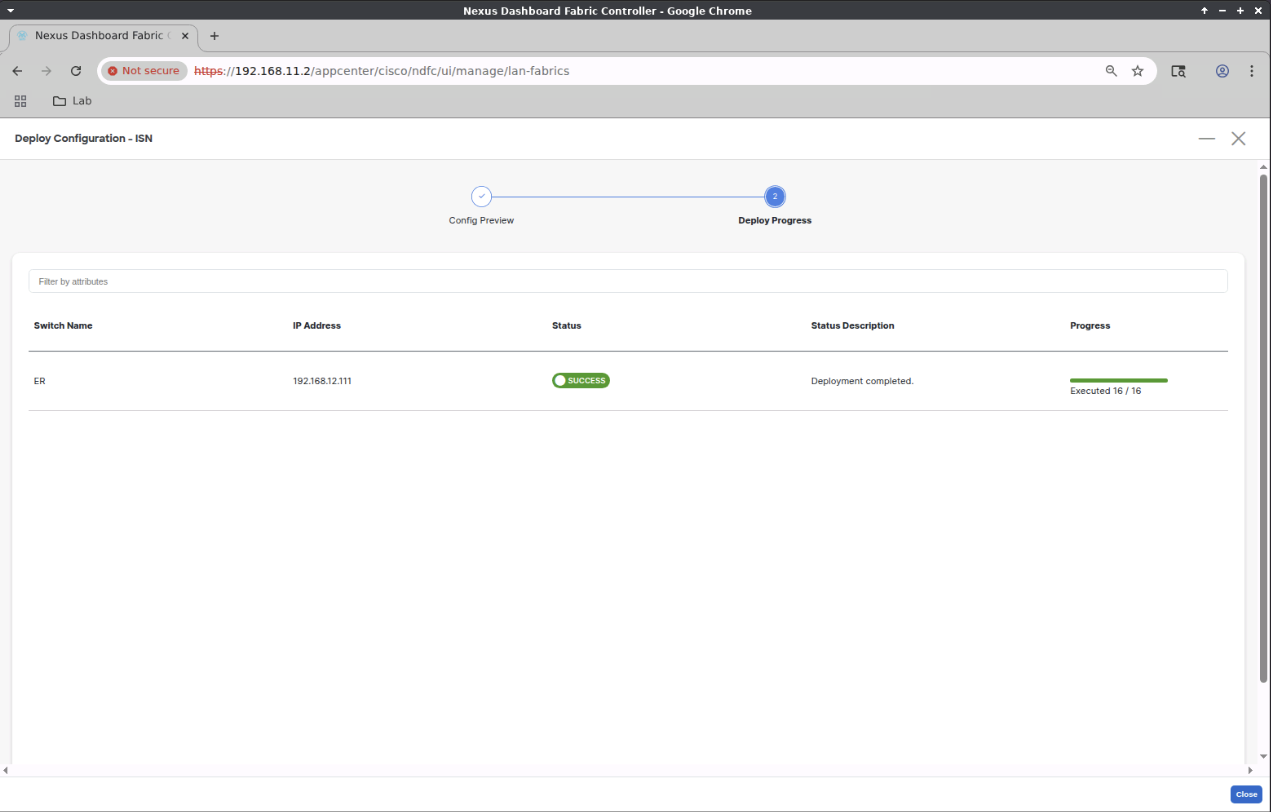 Nexus Dashboard Fabric Controller - Google Chrome
Nexus Dashboard Fabric
Not secure https://192.168.11.2/appcenter/cisco/ndfc/ui/manage/lan-fabrics
Lab
Deploy Configuration - ISN
2
Config Preview Deploy Progress
Filter by attributes
Switch Name IP Address Status Status Description Progress
ER 192.168.12.111 SUCCESS Deployment completed.
Executed 16 / 16
Close